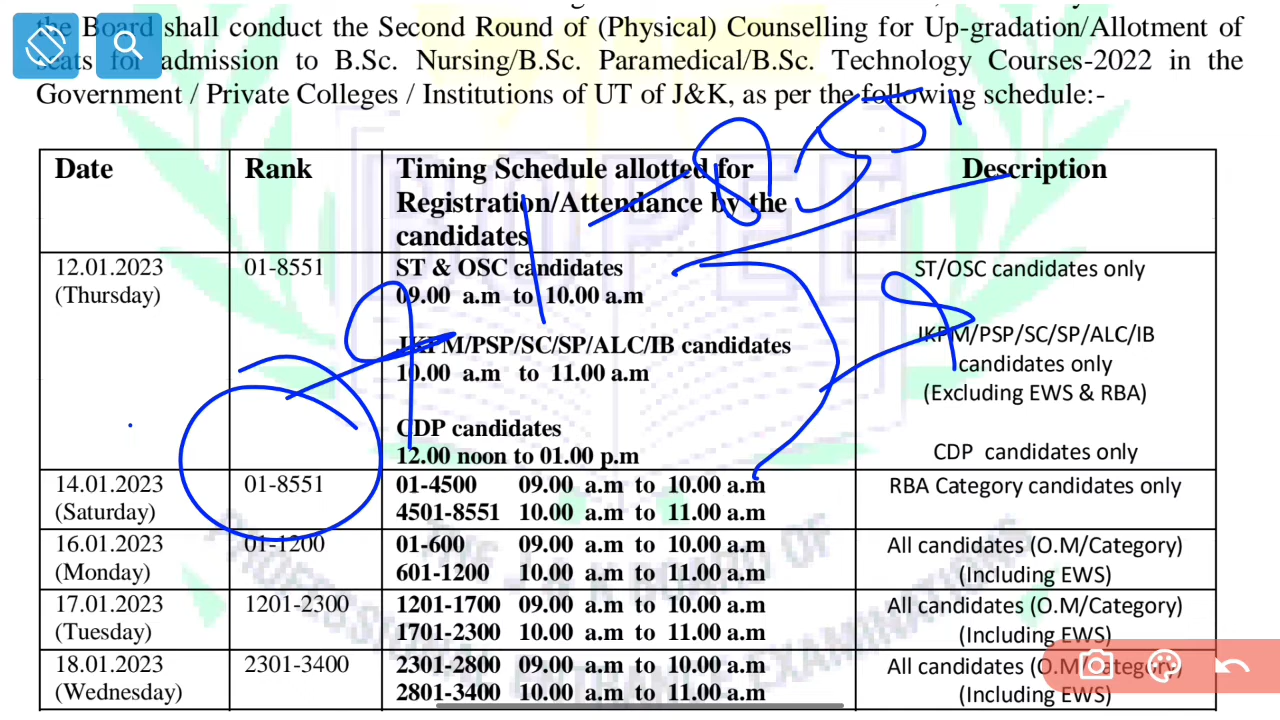 the Board shall conduct the Second Round of (Physical) Counselling for Up-gradation/Allotment of
seats for admission to B.Sc. Nursing/B.Sc. Paramedical/B.Sc. Technology Courses-2022 in the
Government / Private Colleges / Institutions of UT of J&K, as per the following schedule:-
Date Rank Timing Schedule allotted for Description
Registration/Attendance by the
candidates
12.01.2023 01-8551 ST & OSC candidates ST/OSC candidates only
(Thursday) 09.00 a.m to 10.00 a.m
JKPM/PSP/SC/SP/ALC/IB candidates JKPM/PSP/SC/SP/ALC/IB
10.00 a.m to 11.00 a.m candidates only
(Excluding EWS & RBA)
CDP candidates
12.00 noon to 01.00 p.m CDP candidates only
14.01.2023 01-8551 01-4500 09.00 a.m to 10.00 a.m RBA Category candidates only
(Saturday) 4501-8551 10.00 a.m to 11.00 a.m
16.01.2023 01-1200 01-600 09.00 a.m to 10.00 a.m All candidates (O.M/Category)
(Monday) 601-1200 10.00 a.m to 11.00 a.m (Including EWS)
17.01.2023 1201-2300 1201-1700 09.00 a.m to 10.00 a.m All candidates (O.M/Category)
(Tuesday) 1701-2300 10.00 a.m to 11.00 a.m (Including EWS)
18.01.2023 2301-3400 2301-2800 09.00 a.m to 10.00 a.m All candidates (O.M/Category)
(Wednesday) 2801-3400 10.00 a.m to 11.00 a.m (Including EWS)